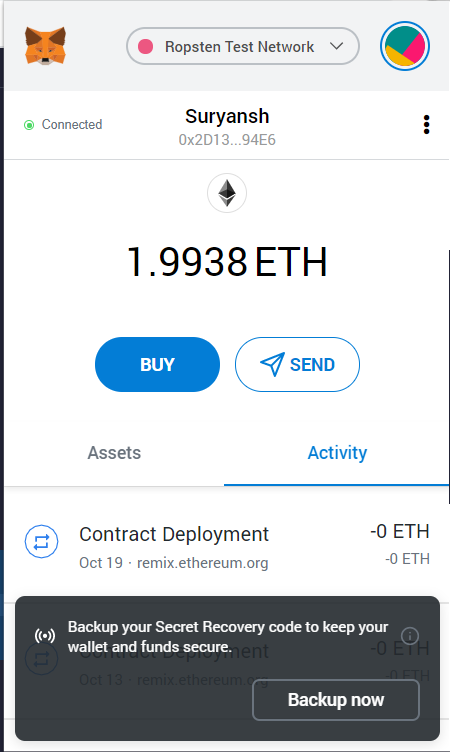 Ropsten Test Network
Connected
Suryansh
0x2D13...94E6
1.9938 ETH
BUY
SEND
Assets
Activity
Contract Deployment
-0 ETH
Oct 19 · remix.ethereum.org
-0 ETH
Backup your Secret Recovery code to keep your
wallet and funds secure.
Contract Deployment
-0 ETH
Oct 13 · remix.ethereum.org
-0 ETH
Backup now